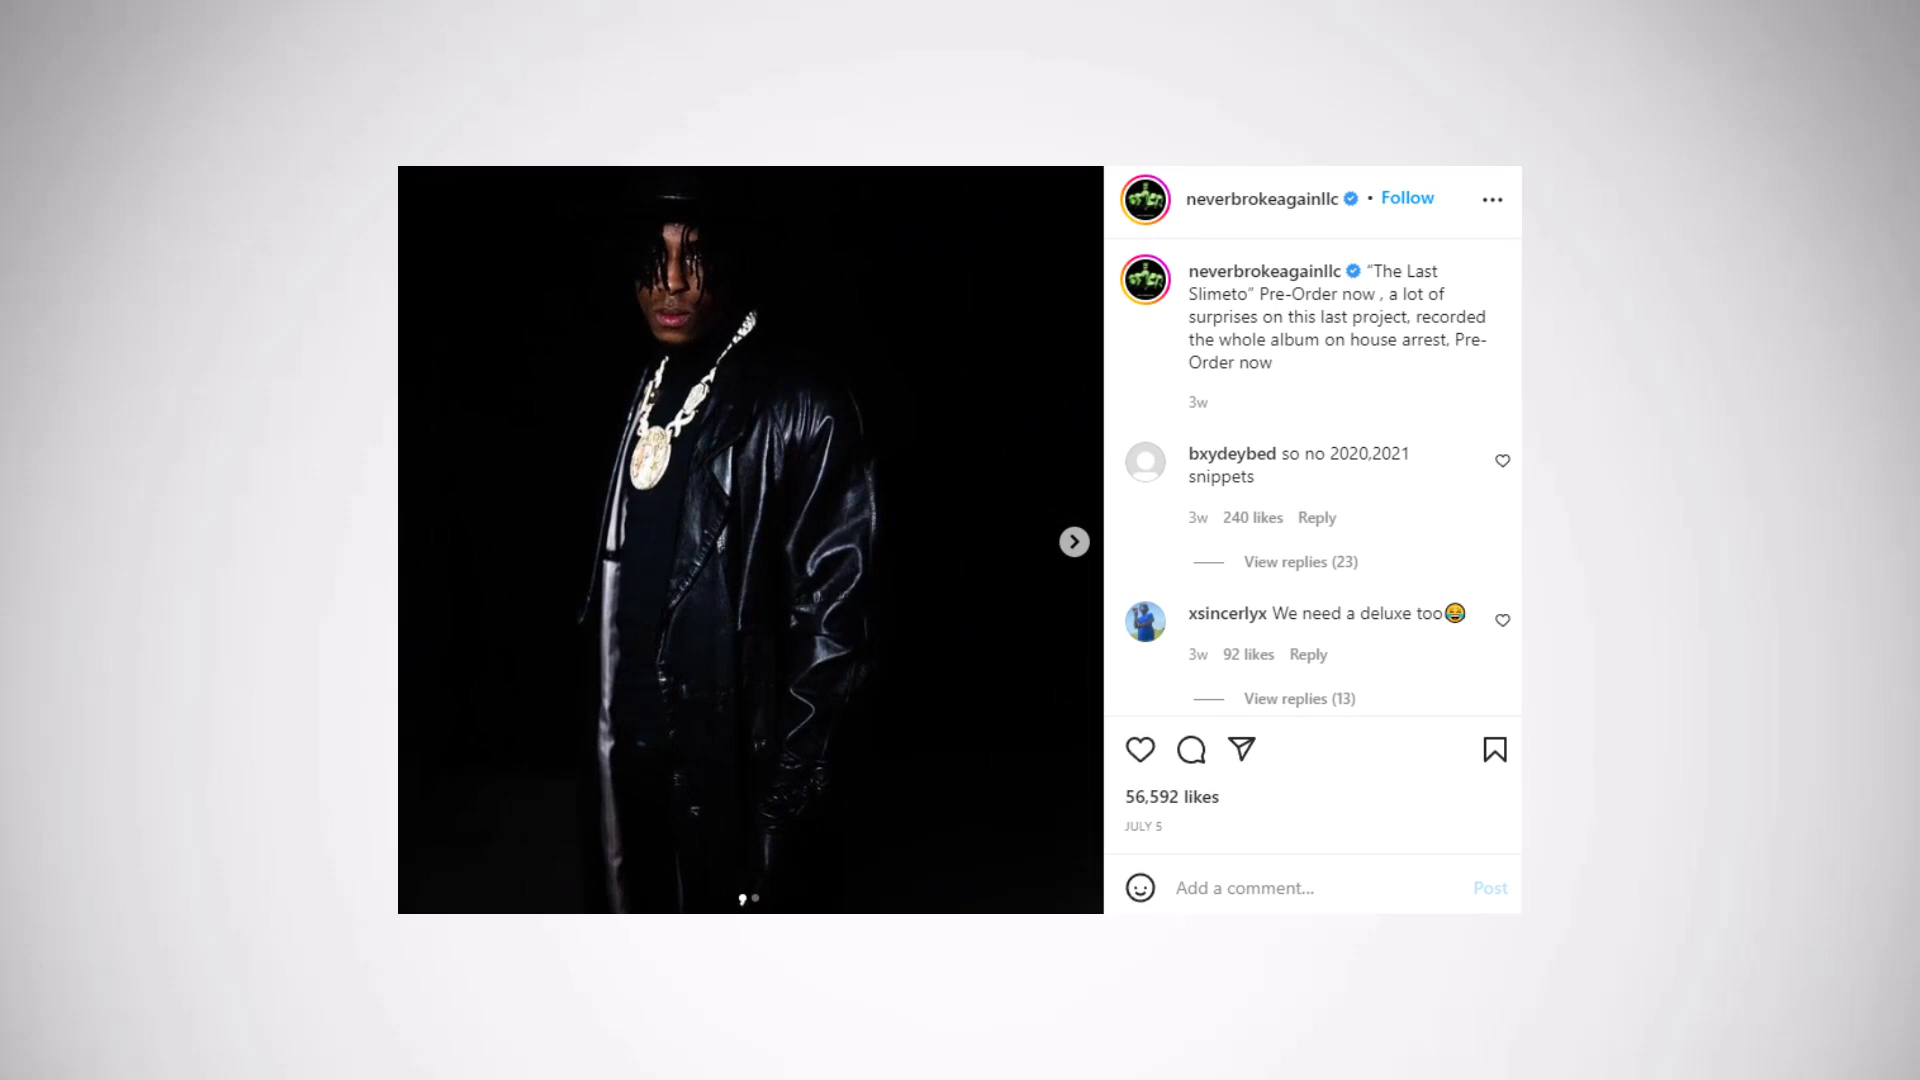 neverbrokeagainllc • Follow
neverbrokeagainllc “The Last
Slimeto” Pre-Order now , a lot of
surprises on this last project, recorded
the whole album on house arrest, Pre-
Order now
3w
bxydeybed so no 2020,2021
snippets
3w 240 likes Reply
View replies (23)
xsincerlyx We need a deluxe too😂
3w 92 likes Reply
View replies (13)
56,592 likes
JULY 5
Add a comment... Post